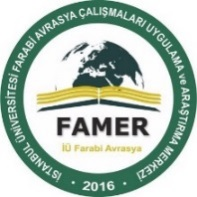 İSTANBUL ÜNİVERSİTESİ FARABİ AVRASYA ÇALIŞMALARI UYGULAMA ve ARAŞTIRMA MERKEZİ
FAMER
İÜ Farabi Avrasya
• 2016 •